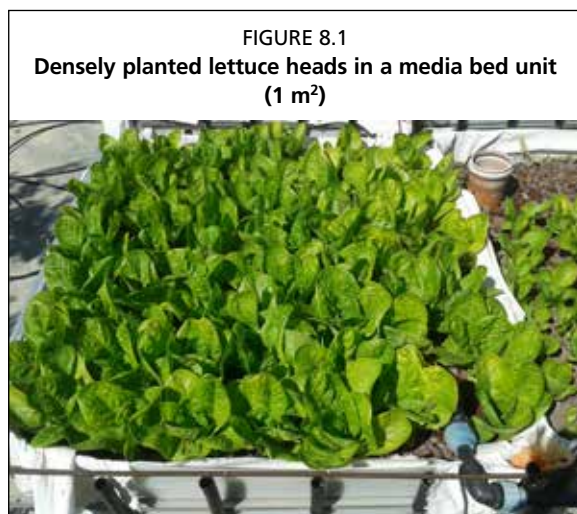 FIGURE 8.1
Densely planted lettuce heads in a media bed unit
(1 m²)